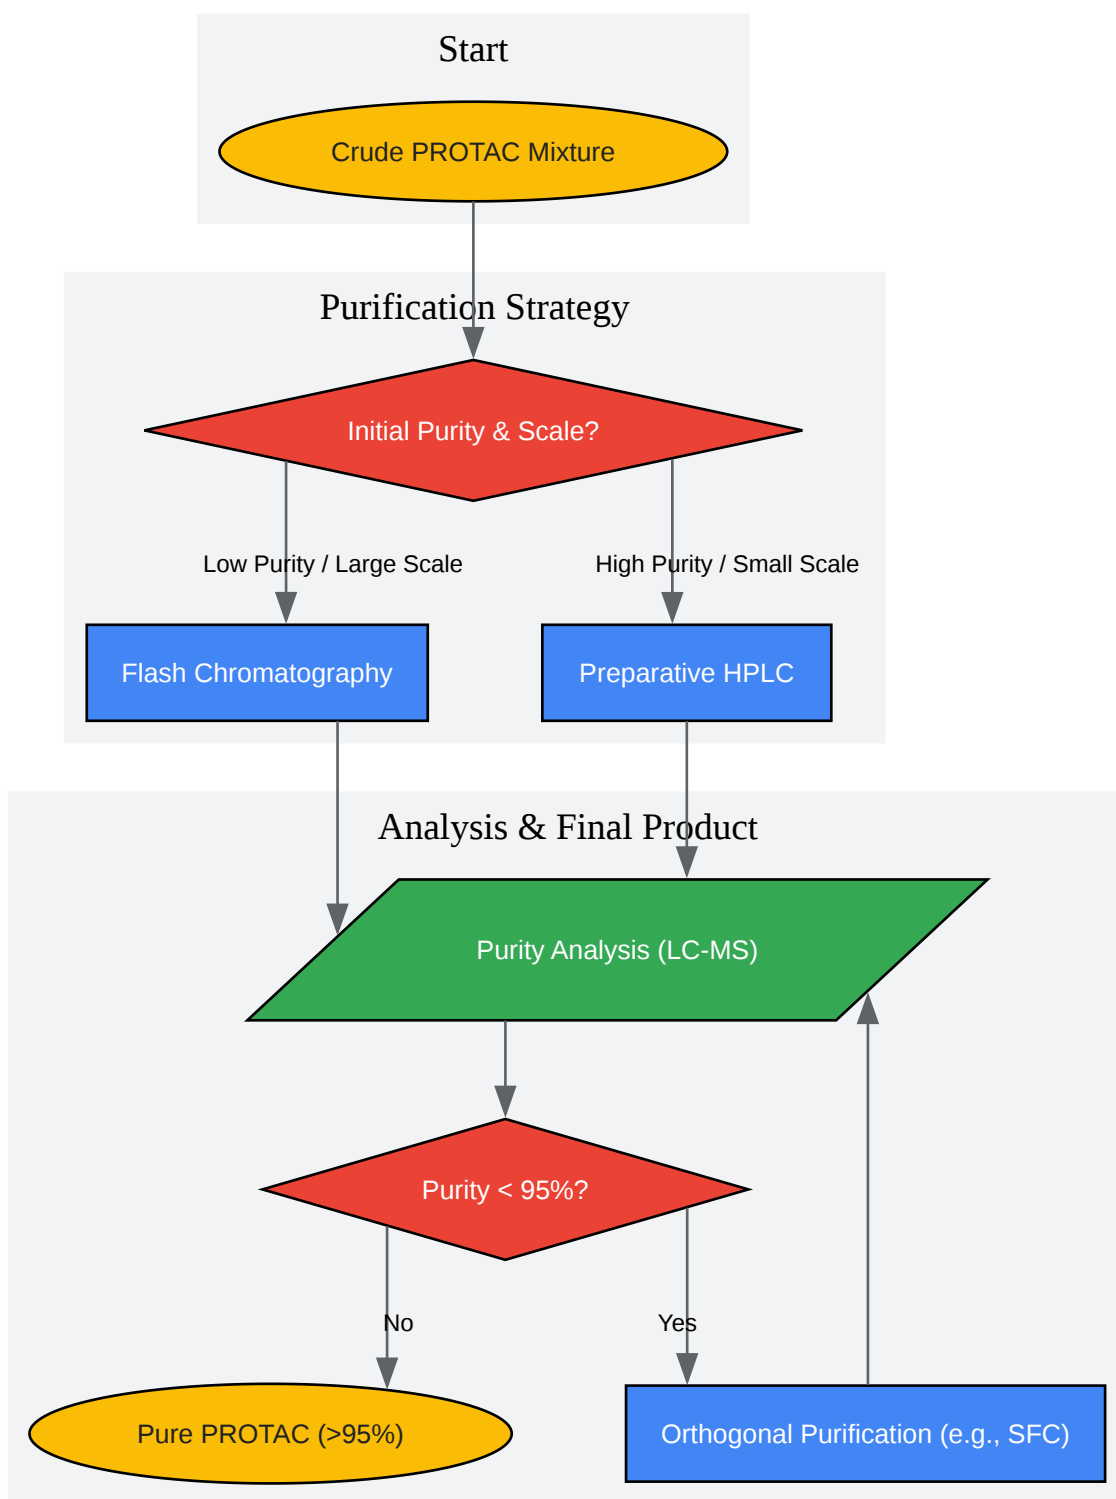 Start
Crude PROTAC Mixture
Purification Strategy
Initial Purity & Scale?
Low Purity / Large Scale
High Purity / Small Scale
Flash Chromatography
Preparative HPLC
Analysis & Final Product
Purity Analysis (LC-MS)
Purity < 95%?
No
Yes
Pure PROTAC (>95%)
Orthogonal Purification (e.g., SFC)